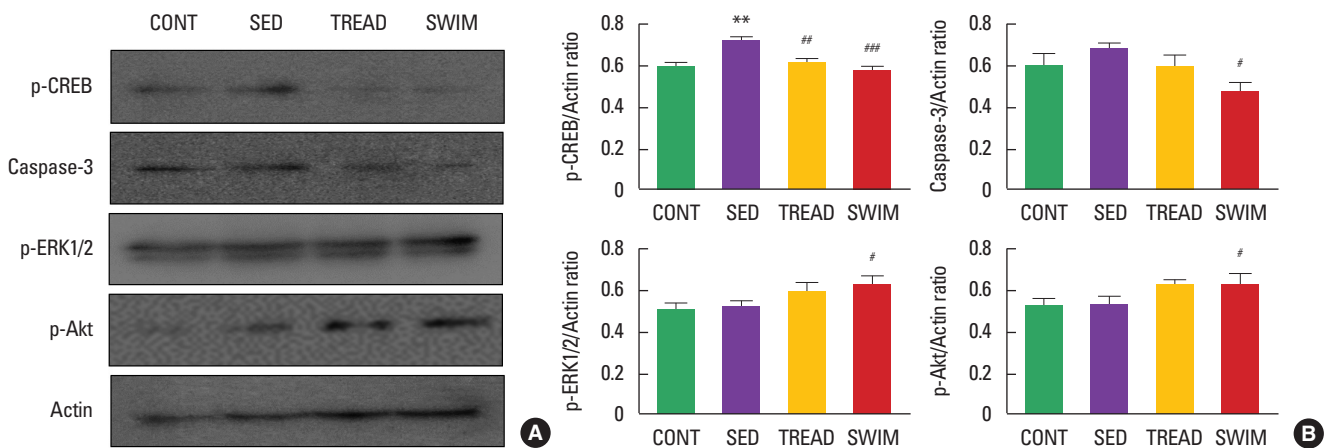 CONT SED TREAD SWIM
p-CREB
Caspase-3
p-ERK1/2
p-Akt
Actin
A
p-CREB/Actin ratio
0.8
0.6
0.4
0.2
0
**
##
###
CONT SED TREAD SWIM
Caspase-3/Actin ratio
0.8
0.6
0.4
0.2
0
#
CONT SED TREAD SWIM
p-ERK1/2/Actin ratio
0.8
0.6
0.4
0.2
0
#
CONT SED TREAD SWIM
p-Akt/Actin ratio
0.8
0.6
0.4
0.2
0
#
CONT SED TREAD SWIM
B